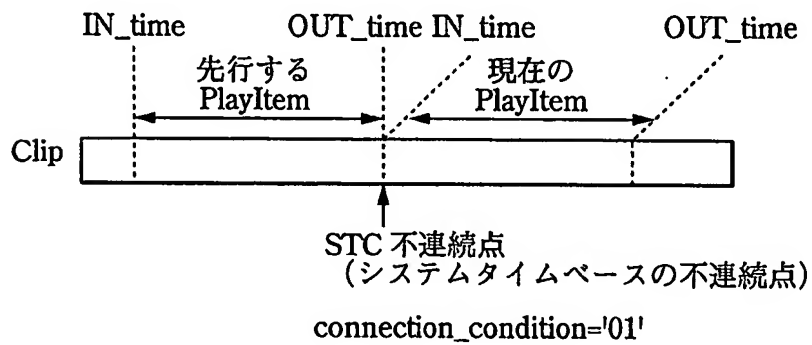 IN_time OUT_time IN_time OUT_time
先行する
PlayItem
現在の
PlayItem
Clip
STC 不連続点
(システムタイムベースの不連続点)
connection_condition='01'